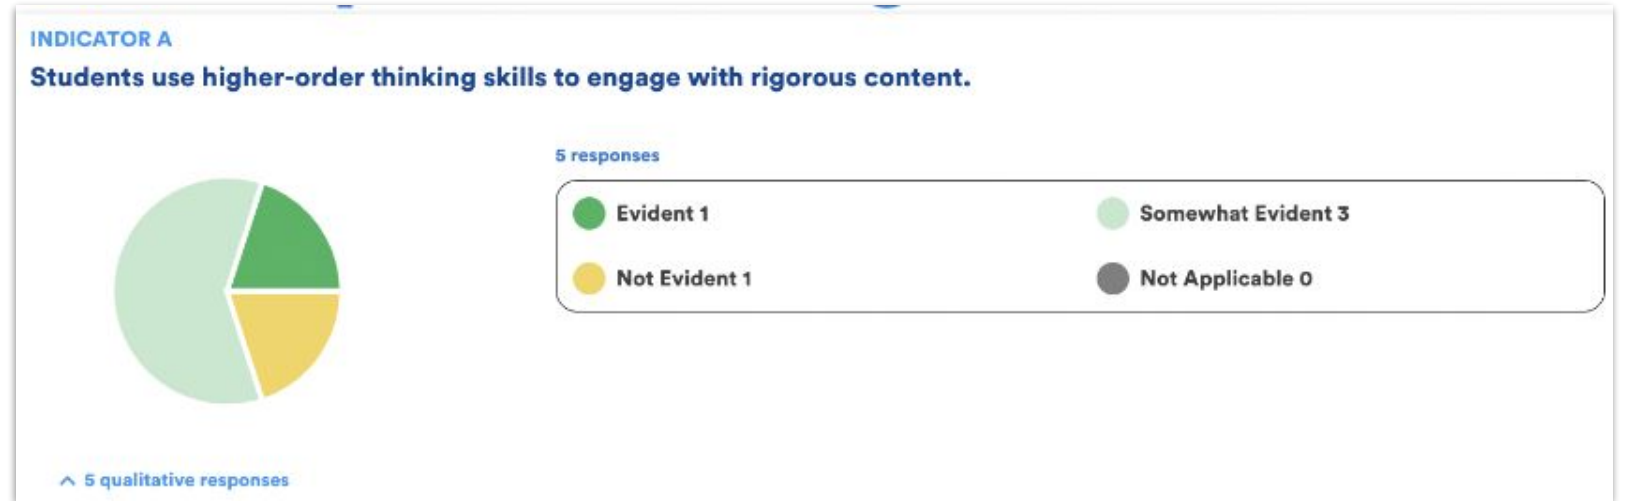 INDICATOR A
Students use higher-order thinking skills to engage with rigorous content.
5 responses
Evident 1
Somewhat Evident 3
Not Evident 1
Not Applicable 0
5 qualitative responses